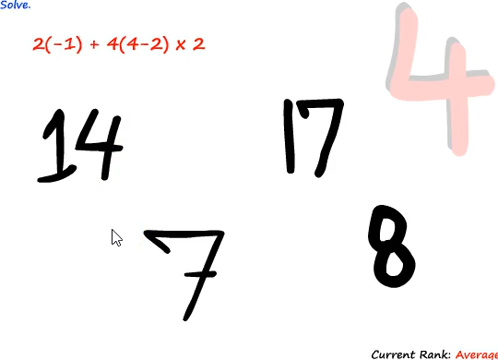 Solve.
2(-1) + 4(4-2) x 2
4
14
17
7
8
Current Rank: Average